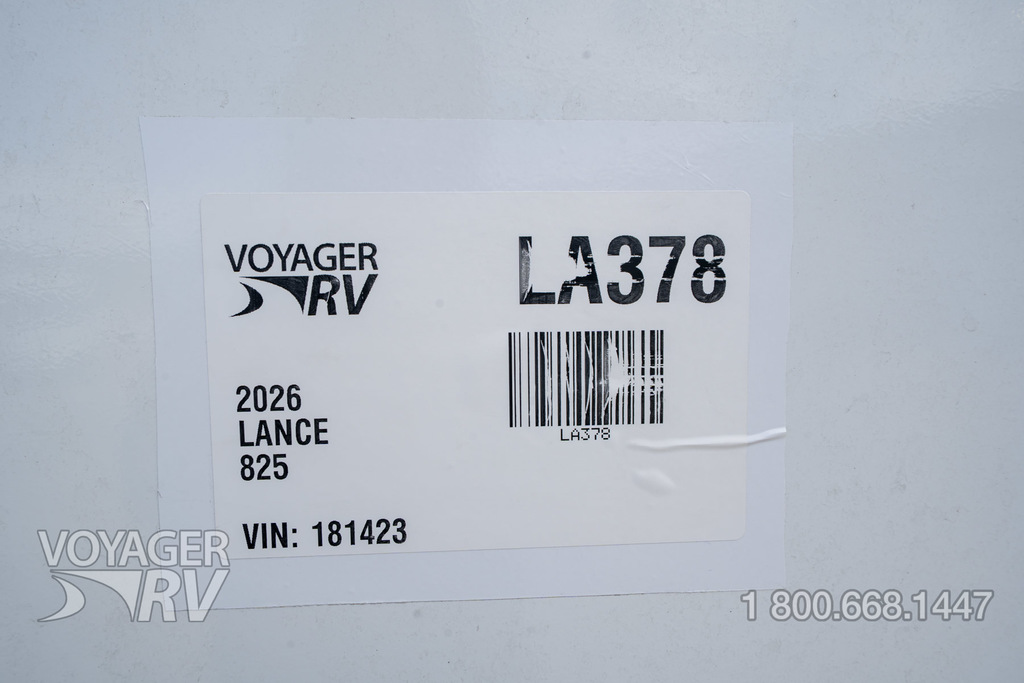 VOYAGER
RV
LA378
LA378
2026
LANCE
825
VIN: 181423
VOYAGER
RV
1 800.668.1447